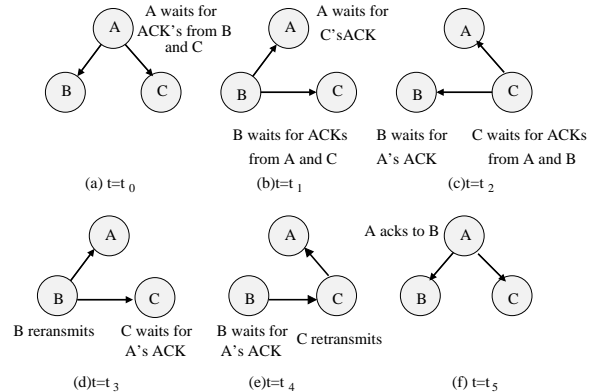 A
A waits for
ACK's from B
and C
B
C
(a) t=t 0
A
A waits for
C'sACK
B
C
B waits for ACKs
from A and C
(b)t=t 1
A
B
C
B waits for
A's ACK
C waits for ACKs
from A and B
(c)t=t 2
A
B
C
B reransmits
C waits for
A's ACK
(d)t=t 3
A
B
C
B waits for
A's ACK
C retransmits
(e)t=t 4
A acks to B
A
B
C
(f) t=t 5